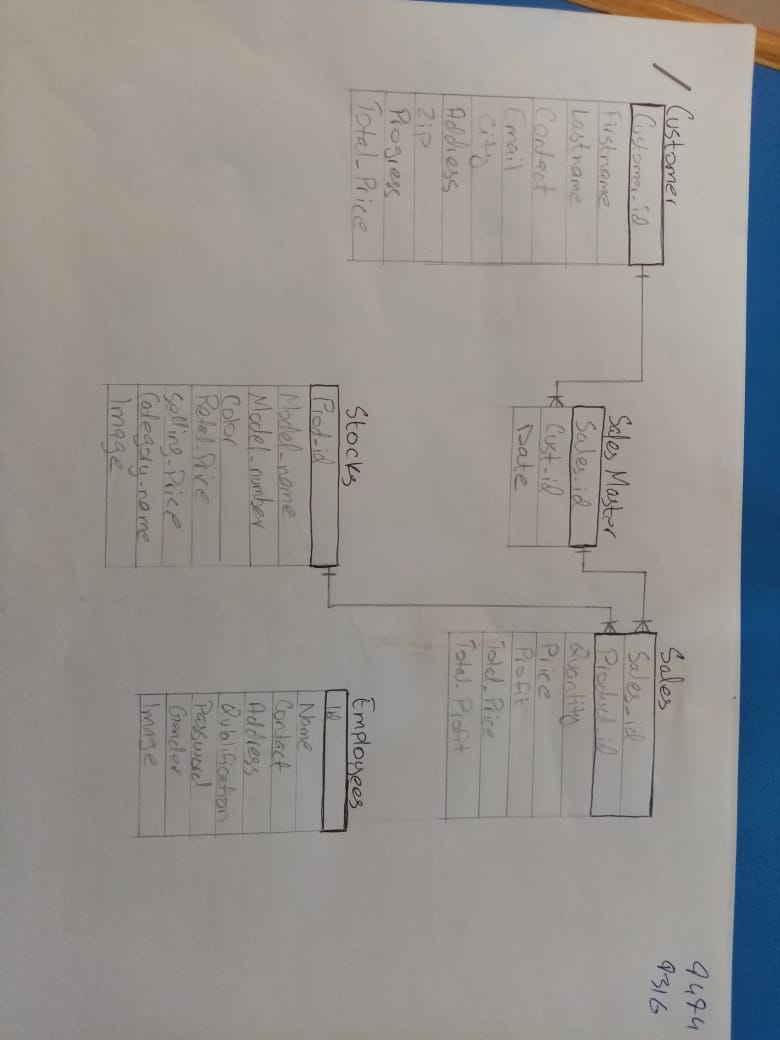 Customer
Customer_id
Firstname
Lastname
Contact
Email
City
Address
Zip
Progress
Total_Price
Sales Master
Sales_id
Cust_id
Date
Sales
Sales_id
Product_id
Quantity
Price
Profit
Total_Price
Total_Profit
Stocks
Prod_id
Model_name
Model_number
Color
Selling_Price
Category_name
Image
Employees
Id
Name
Contact
Address
Qublification
Password
Gender
Image
9494
9316